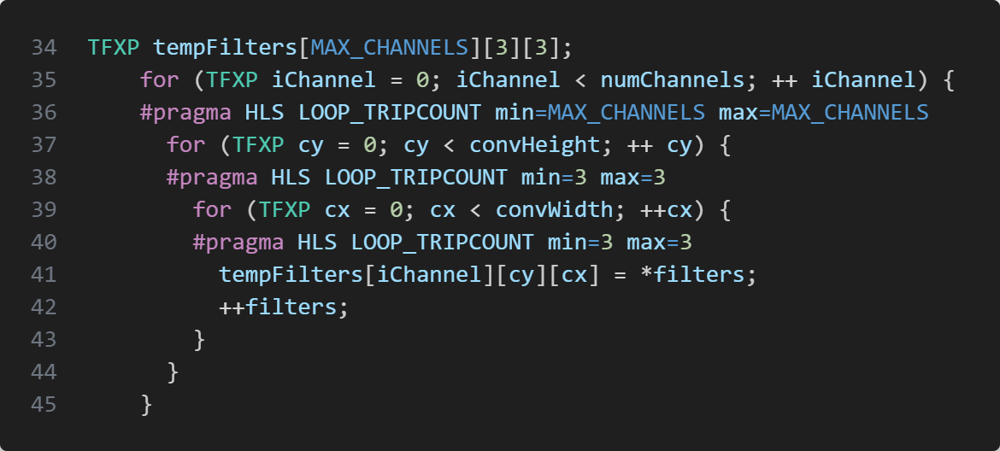 34 TFXP tempFilters[MAX_CHANNELS][3][3];
35 for (TFXP iChannel = 0; iChannel < numChannels; ++ iChannel) {
36 #pragma HLS LOOP_TRIPCOUNT min=MAX_CHANNELS max=MAX_CHANNELS
37 for (TFXP cy = 0; cy < convHeight; ++ cy) {
38 #pragma HLS LOOP_TRIPCOUNT min=3 max=3
39 for (TFXP cx = 0; cx < convWidth; ++cx) {
40 #pragma HLS LOOP_TRIPCOUNT min=3 max=3
41 tempFilters[iChannel][cy][cx] = *filters;
42 ++filters;
43 }
44 }
45 }